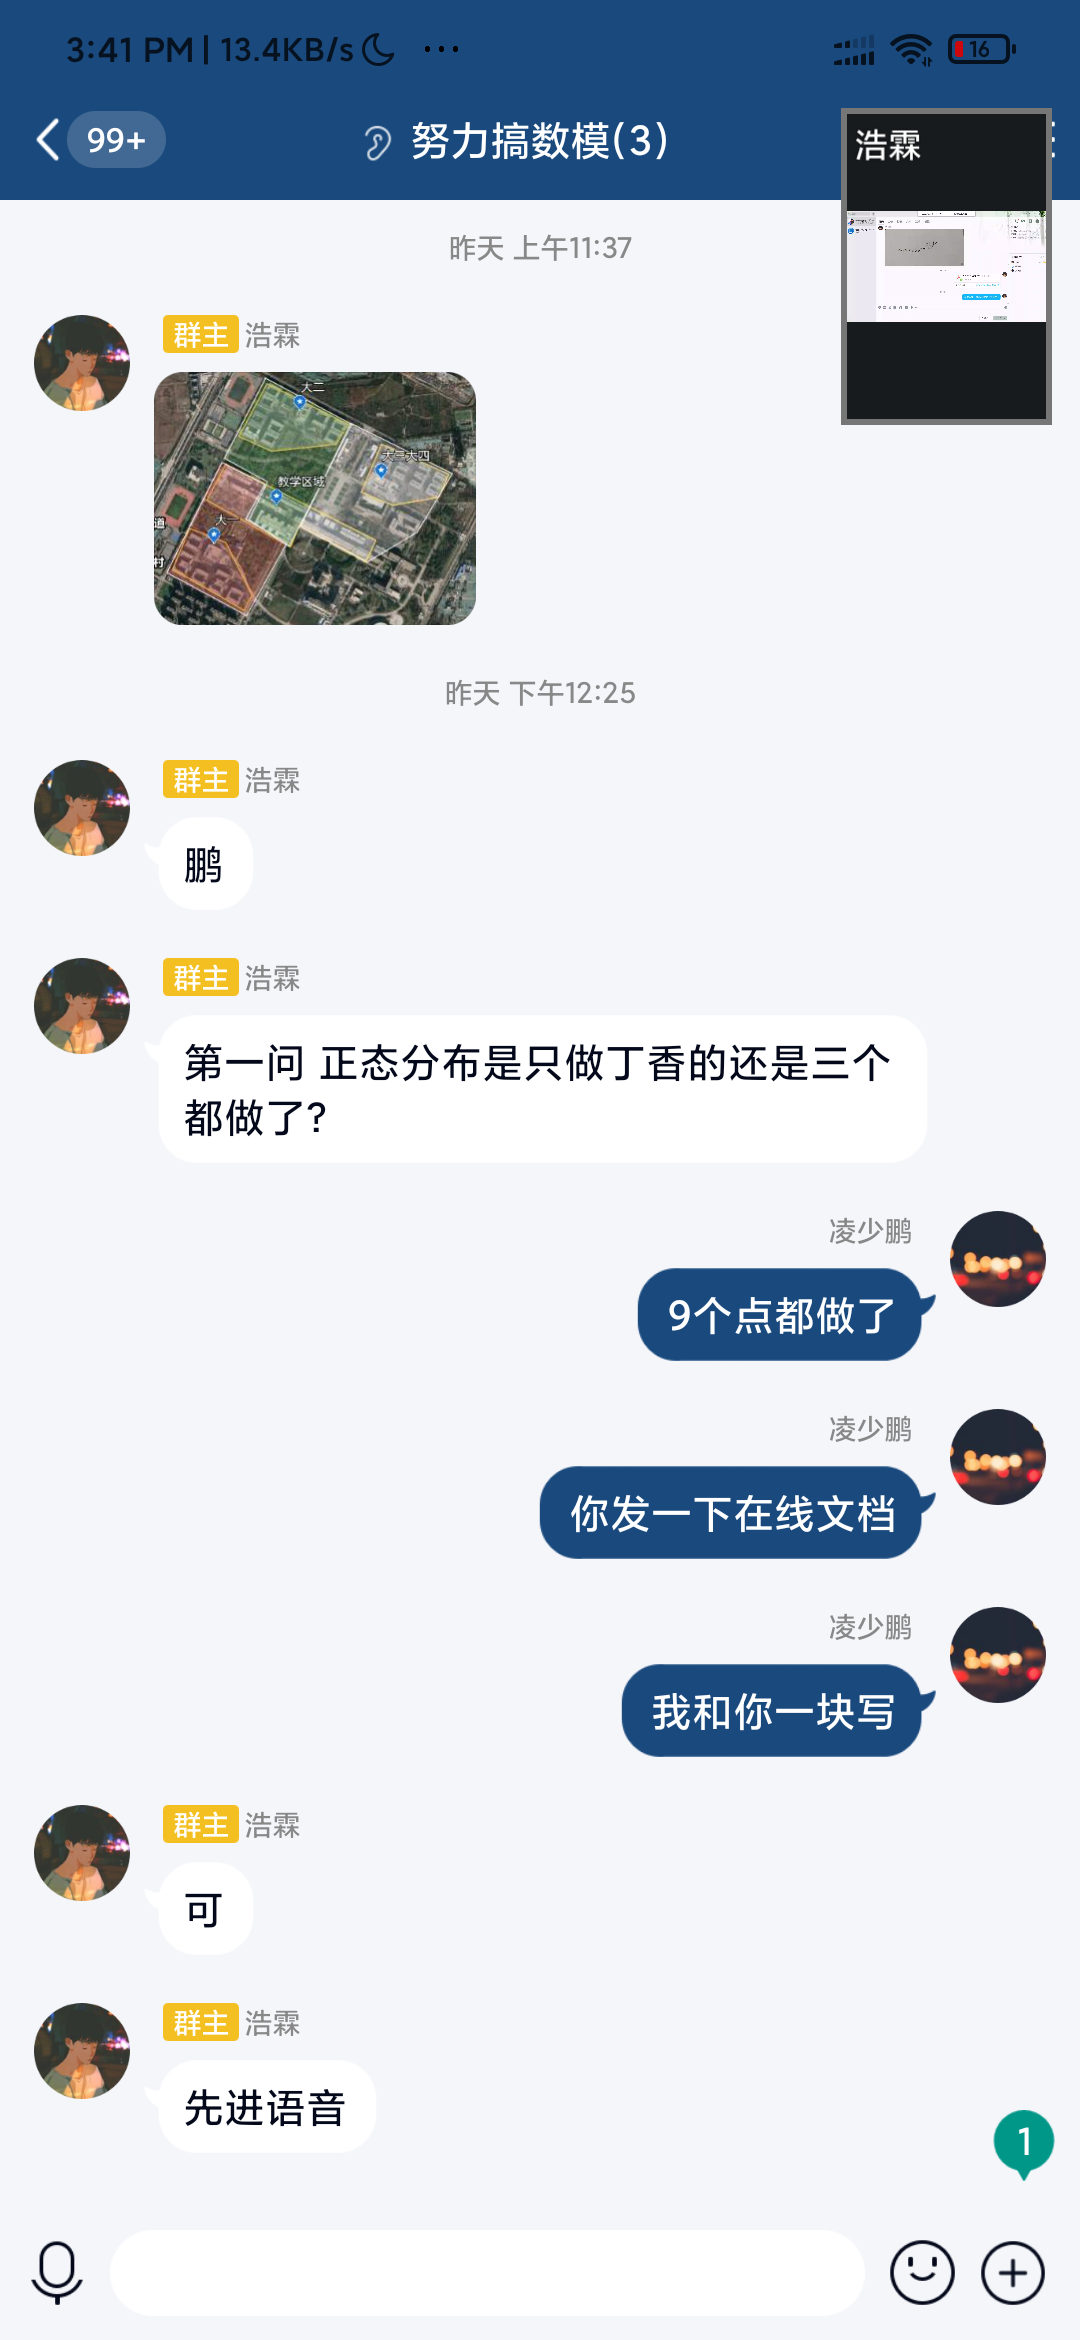 3:41 PM | 13.4KB/s ...
16
99+
努力搞数模(3)
浩霖
昨天 上午11:37
群主 浩霖
大二
大三大四
教学区域
大一
道
村
昨天 下午12:25
群主 浩霖
鹏
群主 浩霖
第一问 正态分布是只做丁香的还是三个
都做了?
凌少鹏
9个点都做了
凌少鹏
你发一下在线文档
凌少鹏
我和你一块写
群主 浩霖
可
群主 浩霖
先进语音
1